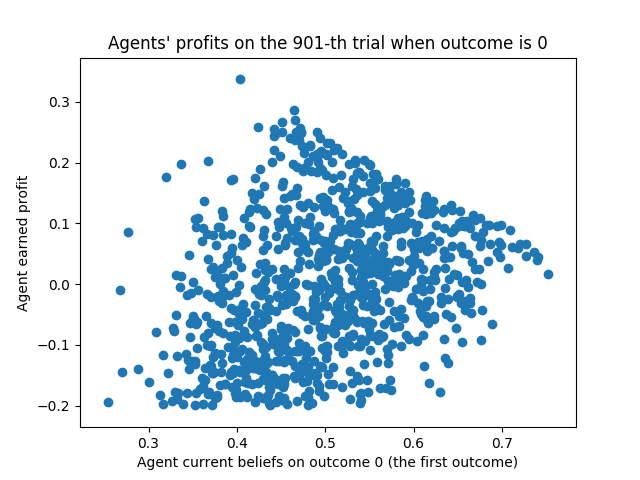 Agents' profits on the 901-th trial when outcome is 0
Agent earned profit
0.3
0.2
0.1
0.0
−0.1
−0.2
0.3 0.4 0.5 0.6 0.7
Agent current beliefs on outcome 0 (the first outcome)